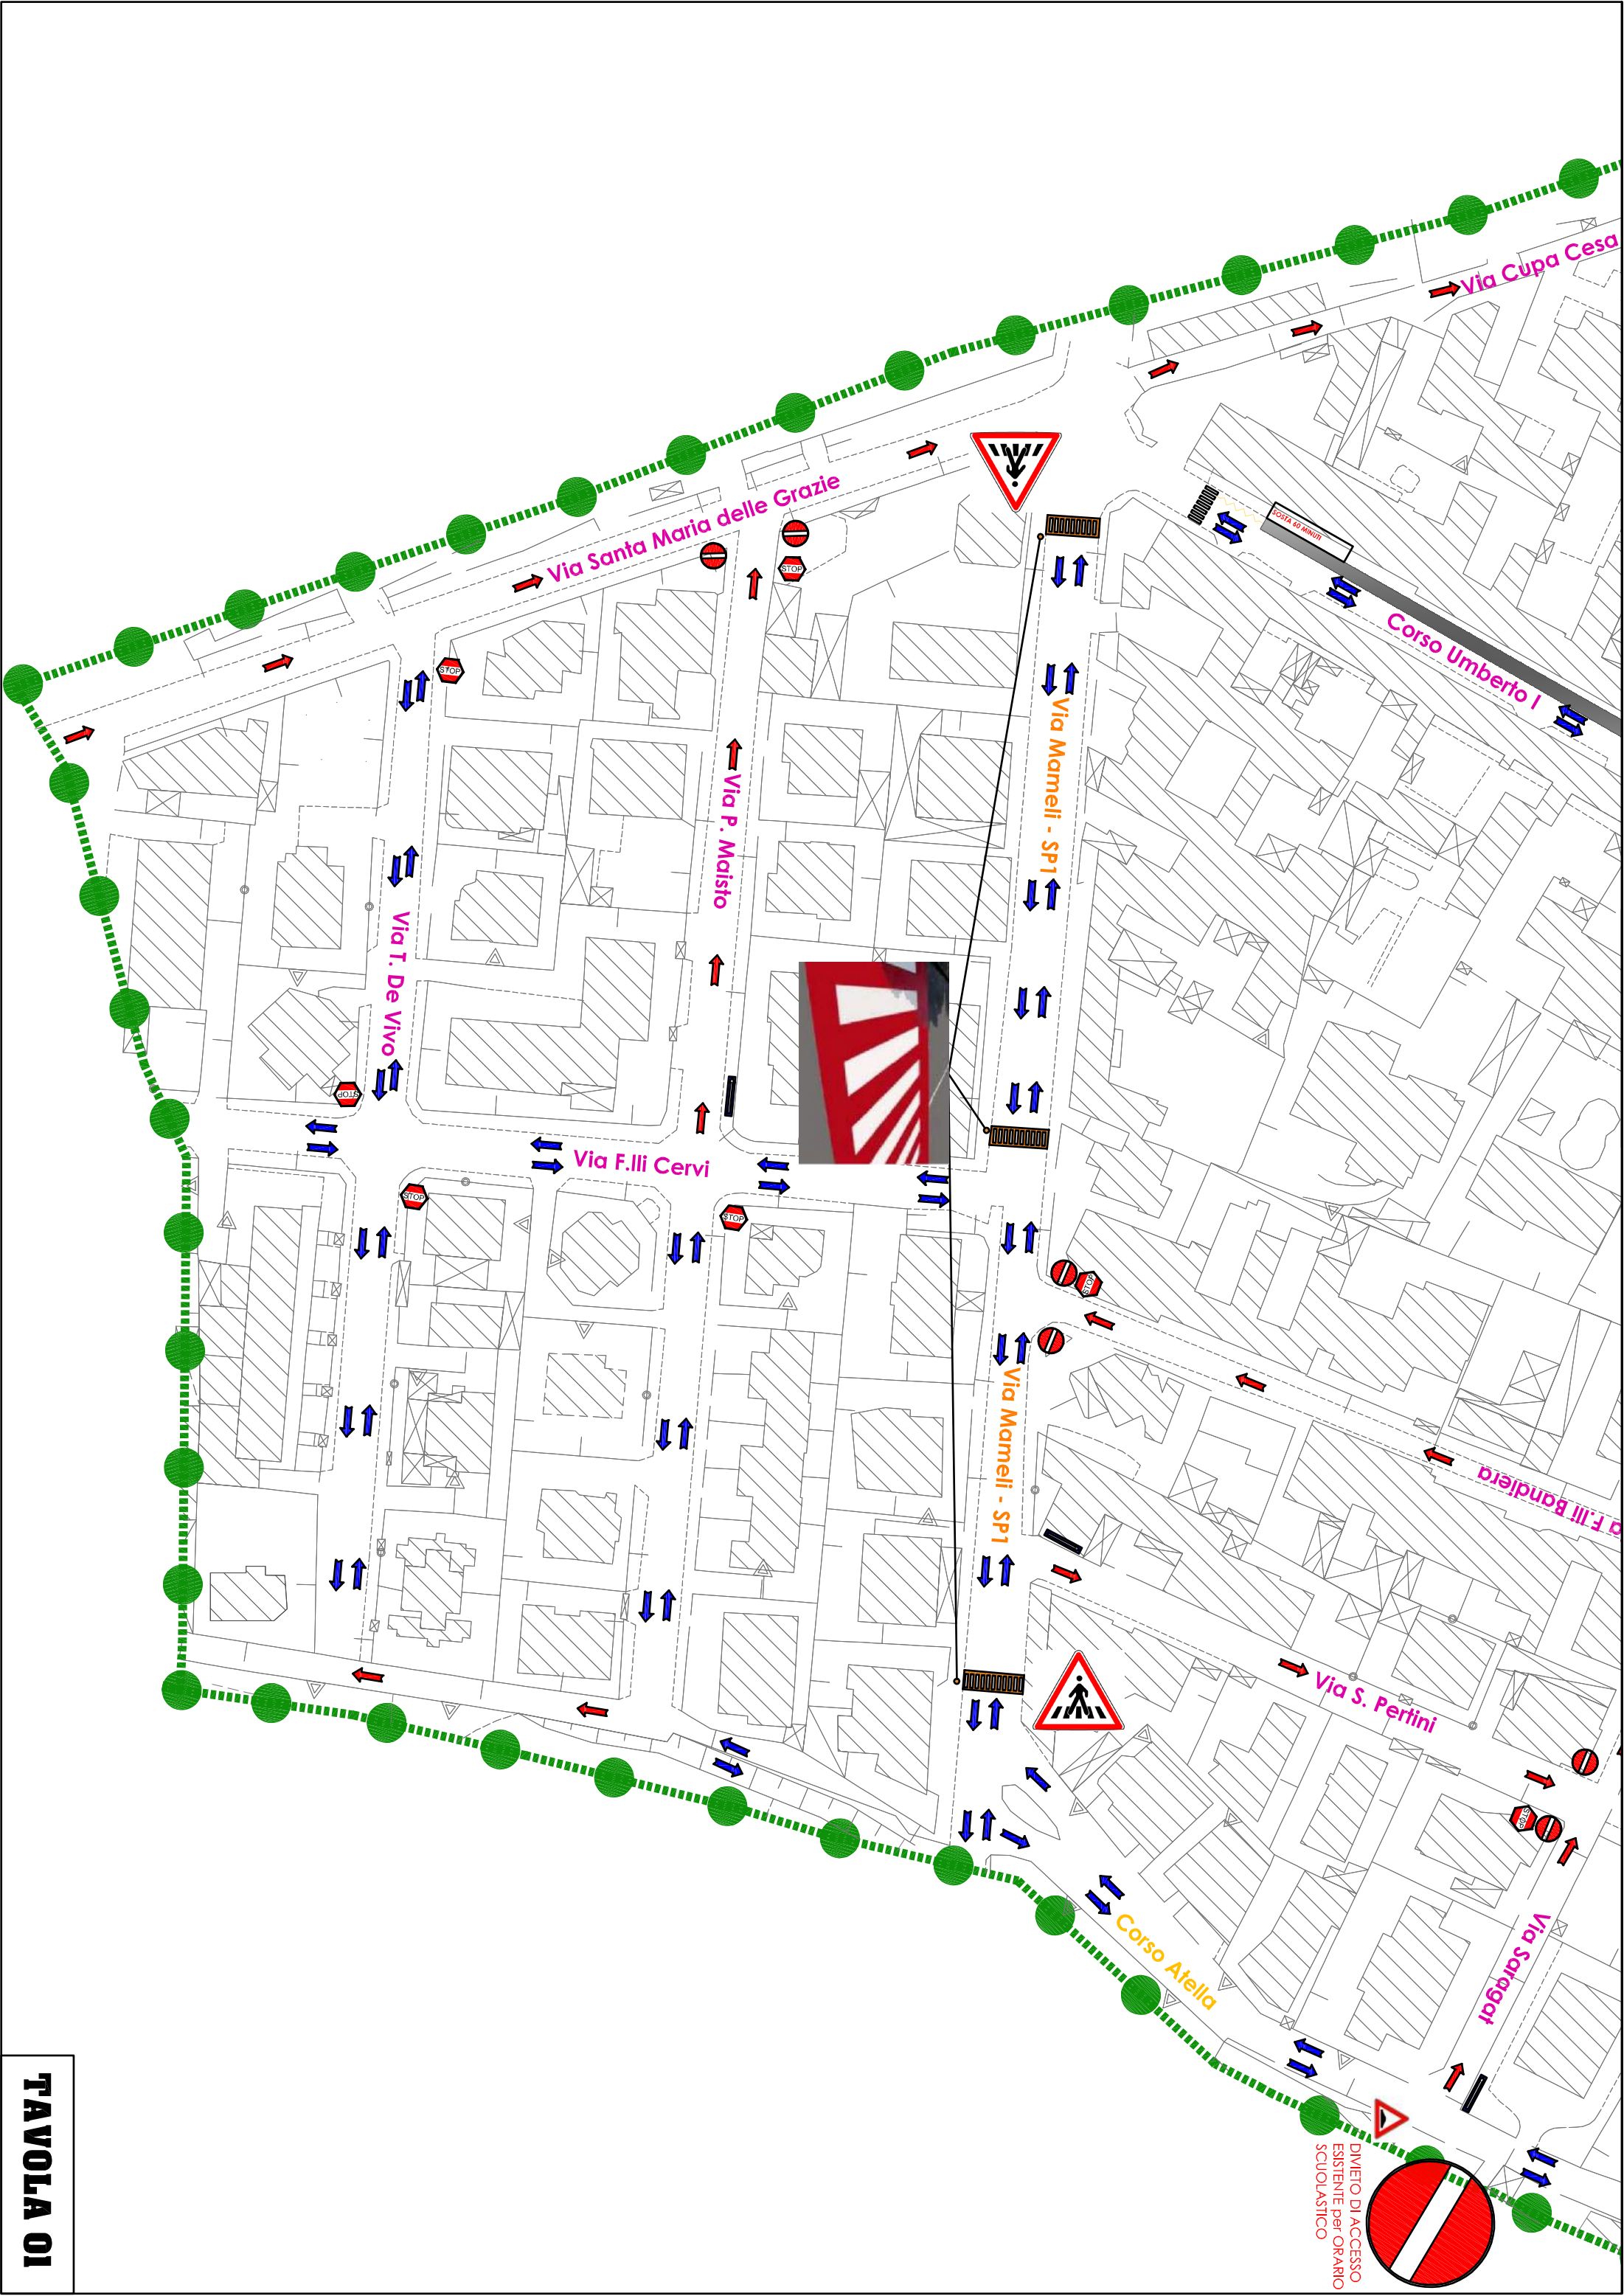 Via Cupa Cesa
Via Santa Maria delle Grazie
STOP
SOSTA 60 MINUTI
Corso Umberto I
STOP
Via Mameli - SP1
Via P. Maisto
Via T. De Vivo
STOP
Via F.lli Cervi
STOP
STOP
STOP
Via Mameli - SP1
a F.lli Bandiera
Via S. Pertini
STOP
Via Saragat
Corso Atella
DIVIETO DI ACCESSO
ESISTENTE per ORARIO
SCUOLASTICO
TAVOLA 01